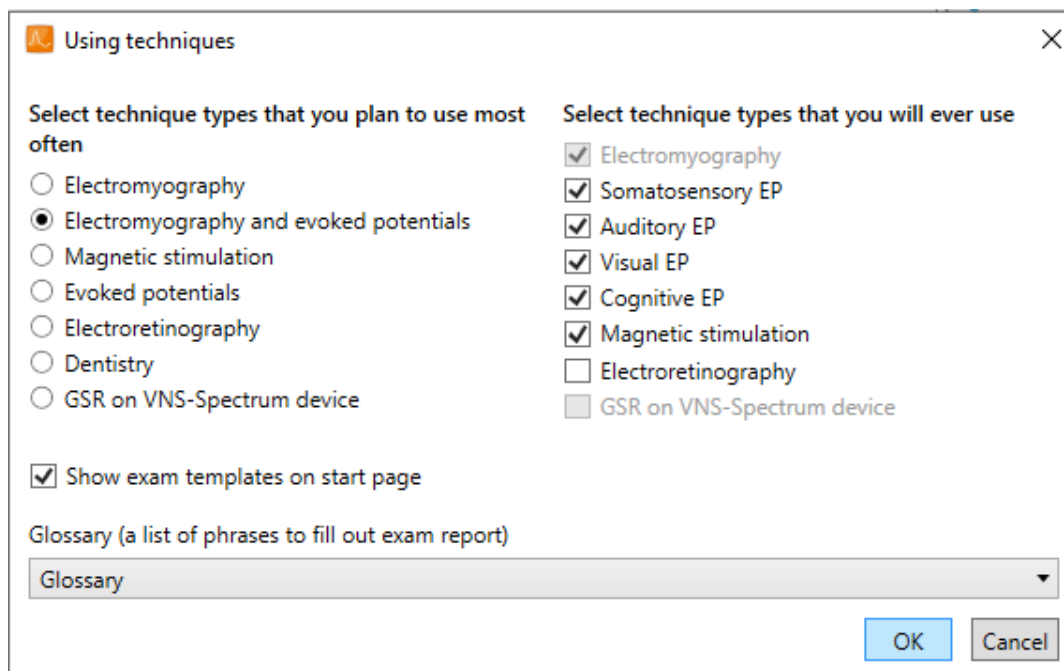 Using techniques
Select technique types that you plan to use most
often
Electromyography
Electromyography and evoked potentials
Magnetic stimulation
Evoked potentials
Electroretinography
Dentistry
GSR on VNS-Spectrum device
Select technique types that you will ever use
Electromyography
Somatosensory EP
Auditory EP
Visual EP
Cognitive EP
Magnetic stimulation
Electroretinography
GSR on VNS-Spectrum device
Show exam templates on start page
Glossary (a list of phrases to fill out exam report)
Glossary
OK
Cancel